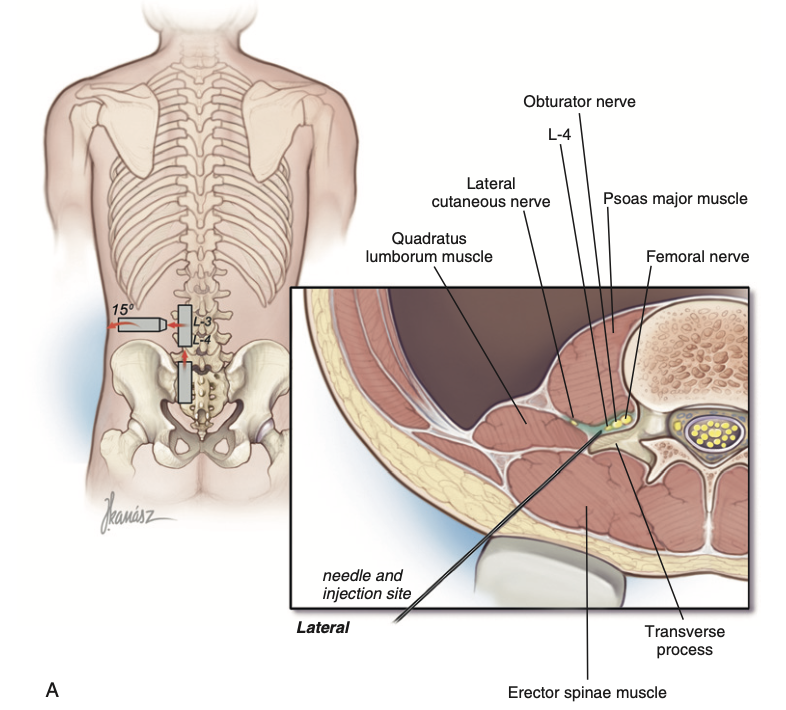 Obturator nerve
L-4
Lateral
cutaneous nerve
Psoas major muscle
Quadratus
lumborum muscle
Femoral nerve
15º
L-3
L-4
needle and
injection site
Lateral
Transverse
process
A
Erector spinae muscle